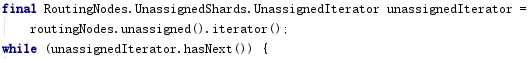 final RoutingNodes.UnassignedShards.UnassignedIterator unassignedIterator =
routingNodes.unassigned().iterator();
while (unassignedIterator.hasNext()) {